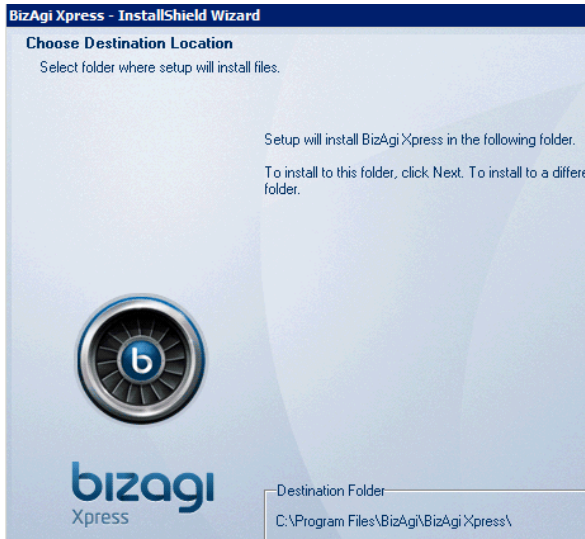 BizAgi Xpress - InstallShield Wizard
Choose Destination Location
Select folder where setup will install files.
Setup will install BizAgi Xpress in the following folder.
To install to this folder, click Next. To install to a differe
folder.
b
bizagi
Xpress
Destination Folder
C:\Program Files\BizAgi\BizAgi Xpress\